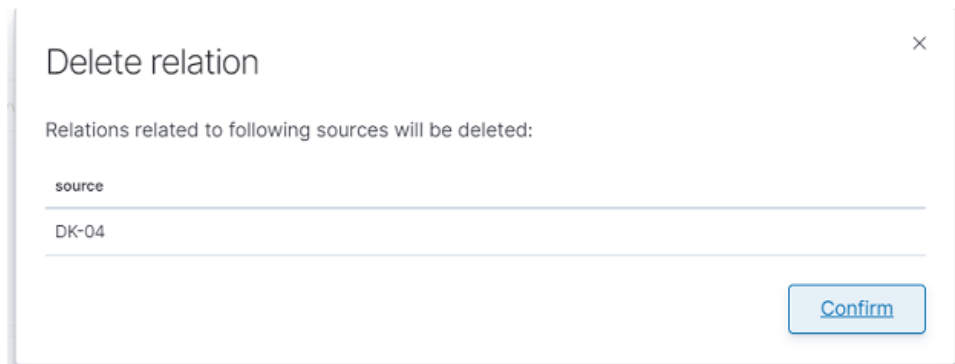 Delete relation
Relations related to following sources will be deleted:
source
DK-04
Confirm